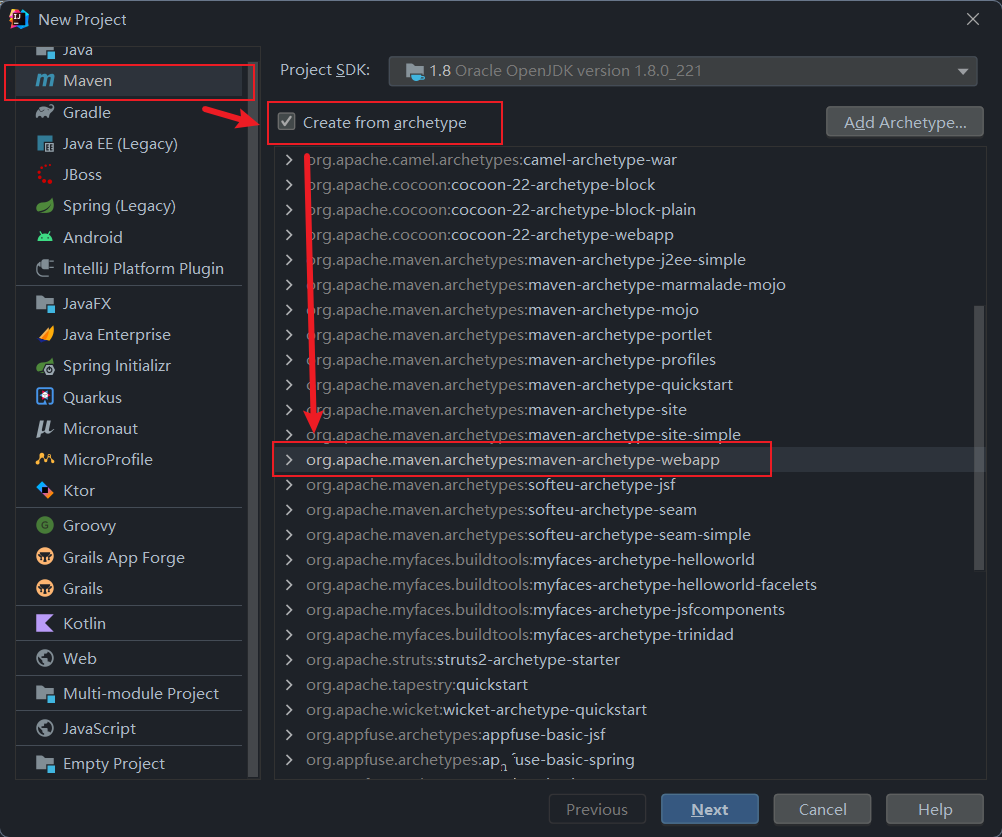 New Project
Java
Maven
Gradle
Java EE (Legacy)
JBoss
Spring (Legacy)
Android
IntelliJ Platform Plugin
JavaFX
Java Enterprise
Spring Initializr
Quarkus
Micronaut
MicroProfile
Ktor
Groovy
Grails App Forge
Grails
Kotlin
Web
Multi-module Project
JavaScript
Empty Project
Project SDK: 1.8 Oracle OpenJDK version 1.8.0_221
Create from archetype
Add Archetype...
org.apache.camel.archetypes:camel-archetype-war
org.apache.cocoon:cocoon-22-archetype-block
org.apache.cocoon:cocoon-22-archetype-block-plain
org.apache.cocoon:cocoon-22-archetype-webapp
org.apache.maven.archetypes:maven-archetype-j2ee-simple
org.apache.maven.archetypes:maven-archetype-marmalade-mojo
org.apache.maven.archetypes:maven-archetype-mojo
org.apache.maven.archetypes:maven-archetype-portlet
org.apache.maven.archetypes:maven-archetype-profiles
org.apache.maven.archetypes:maven-archetype-quickstart
org.apache.maven.archetypes:maven-archetype-site
org.apache.maven.archetypes:maven-archetype-site-simple
org.apache.maven.archetypes:maven-archetype-webapp
org.apache.maven.archetypes:softeu-archetype-jsf
org.apache.maven.archetypes:softeu-archetype-seam
org.apache.maven.archetypes:softeu-archetype-seam-simple
org.apache.myfaces.buildtools:myfaces-archetype-helloworld
org.apache.myfaces.buildtools:myfaces-archetype-helloworld-facelets
org.apache.myfaces.buildtools:myfaces-archetype-jsfcomponents
org.apache.myfaces.buildtools:myfaces-archetype-trinidad
org.apache.struts:struts2-archetype-starter
org.apache.tapestry:quickstart
org.apache.wicket:wicket-archetype-quickstart
org.appfuse.archetypes:appfuse-basic-jsf
org.appfuse.archetypes:appfuse-basic-spring
Previous
Next
Cancel
Help